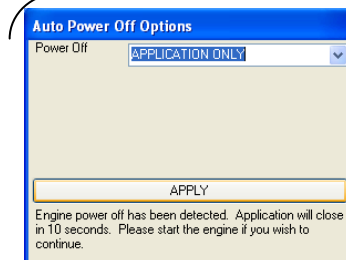 Auto Power Off Options
Power Off
APPLICATION ONLY
APPLY
Engine power off has been detected. Application will close
in 10 seconds. Please start the engine if you wish to
continue.